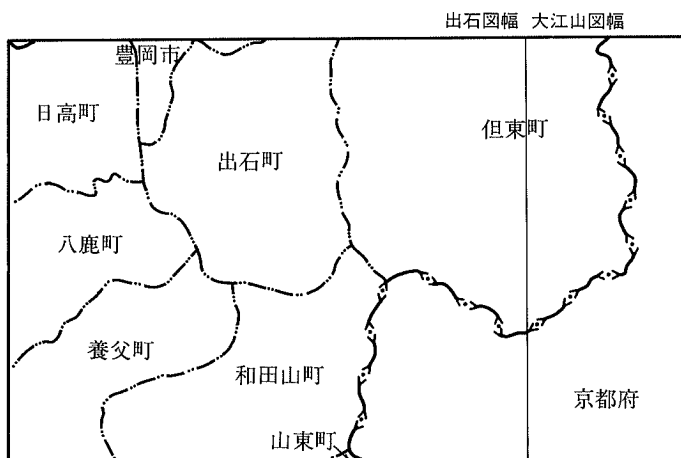 出石図幅 大江山図幅
豊岡市
日高町
但東町
出石町
八鹿町
養父町
和田山町
京都府
山東町